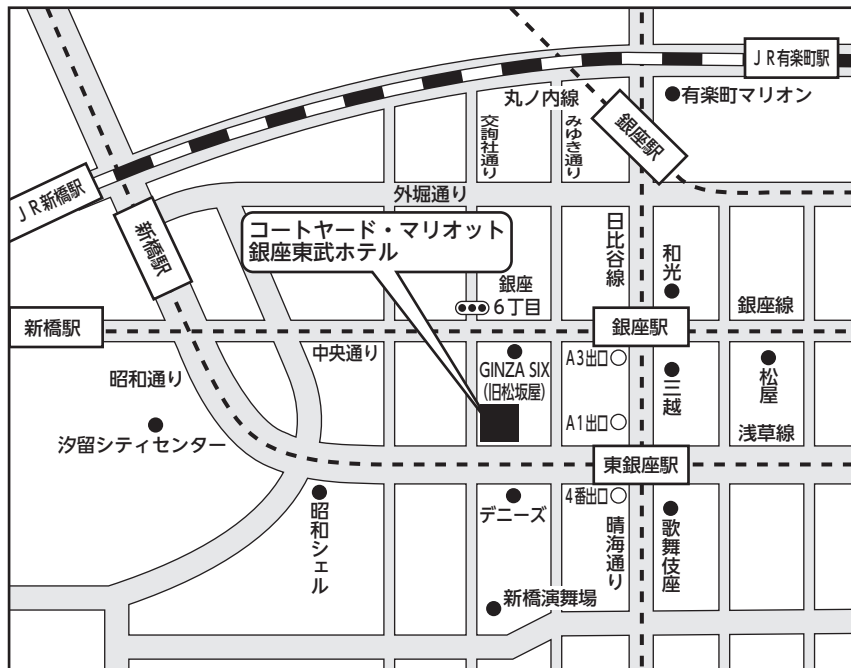 JR有楽町駅
丸ノ内線
有楽町マリオン
銀座駅
交詢社通り
みゆき通り
JR新橋駅
外堀通り
新橋駅
コートヤード・マリオット
銀座東武ホテル
日比谷線
和光
銀座
6丁目
銀座線
新橋駅
銀座駅
中央通り
昭和通り
GINZA SIX
(旧松坂屋)
A3出口
三越
松屋
汐留シティセンター
A1出口
浅草線
東銀座駅
昭和シェル
デニーズ
4番出口
晴海通り
歌舞伎座
新橋演舞場